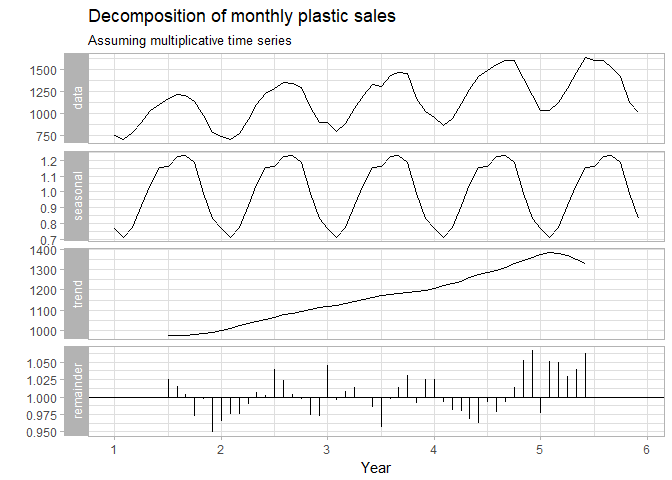 Decomposition of monthly plastic sales
Assuming multiplicative time series
data
1500
1250
1000
750
seasonal
1.2
1.1
1.0
0.9
0.8
0.7
trend
1400
1300
1200
1100
1000
remainder
1.050
1.025
1.000
0.975
0.950
1 2 3 4 5 6
Year